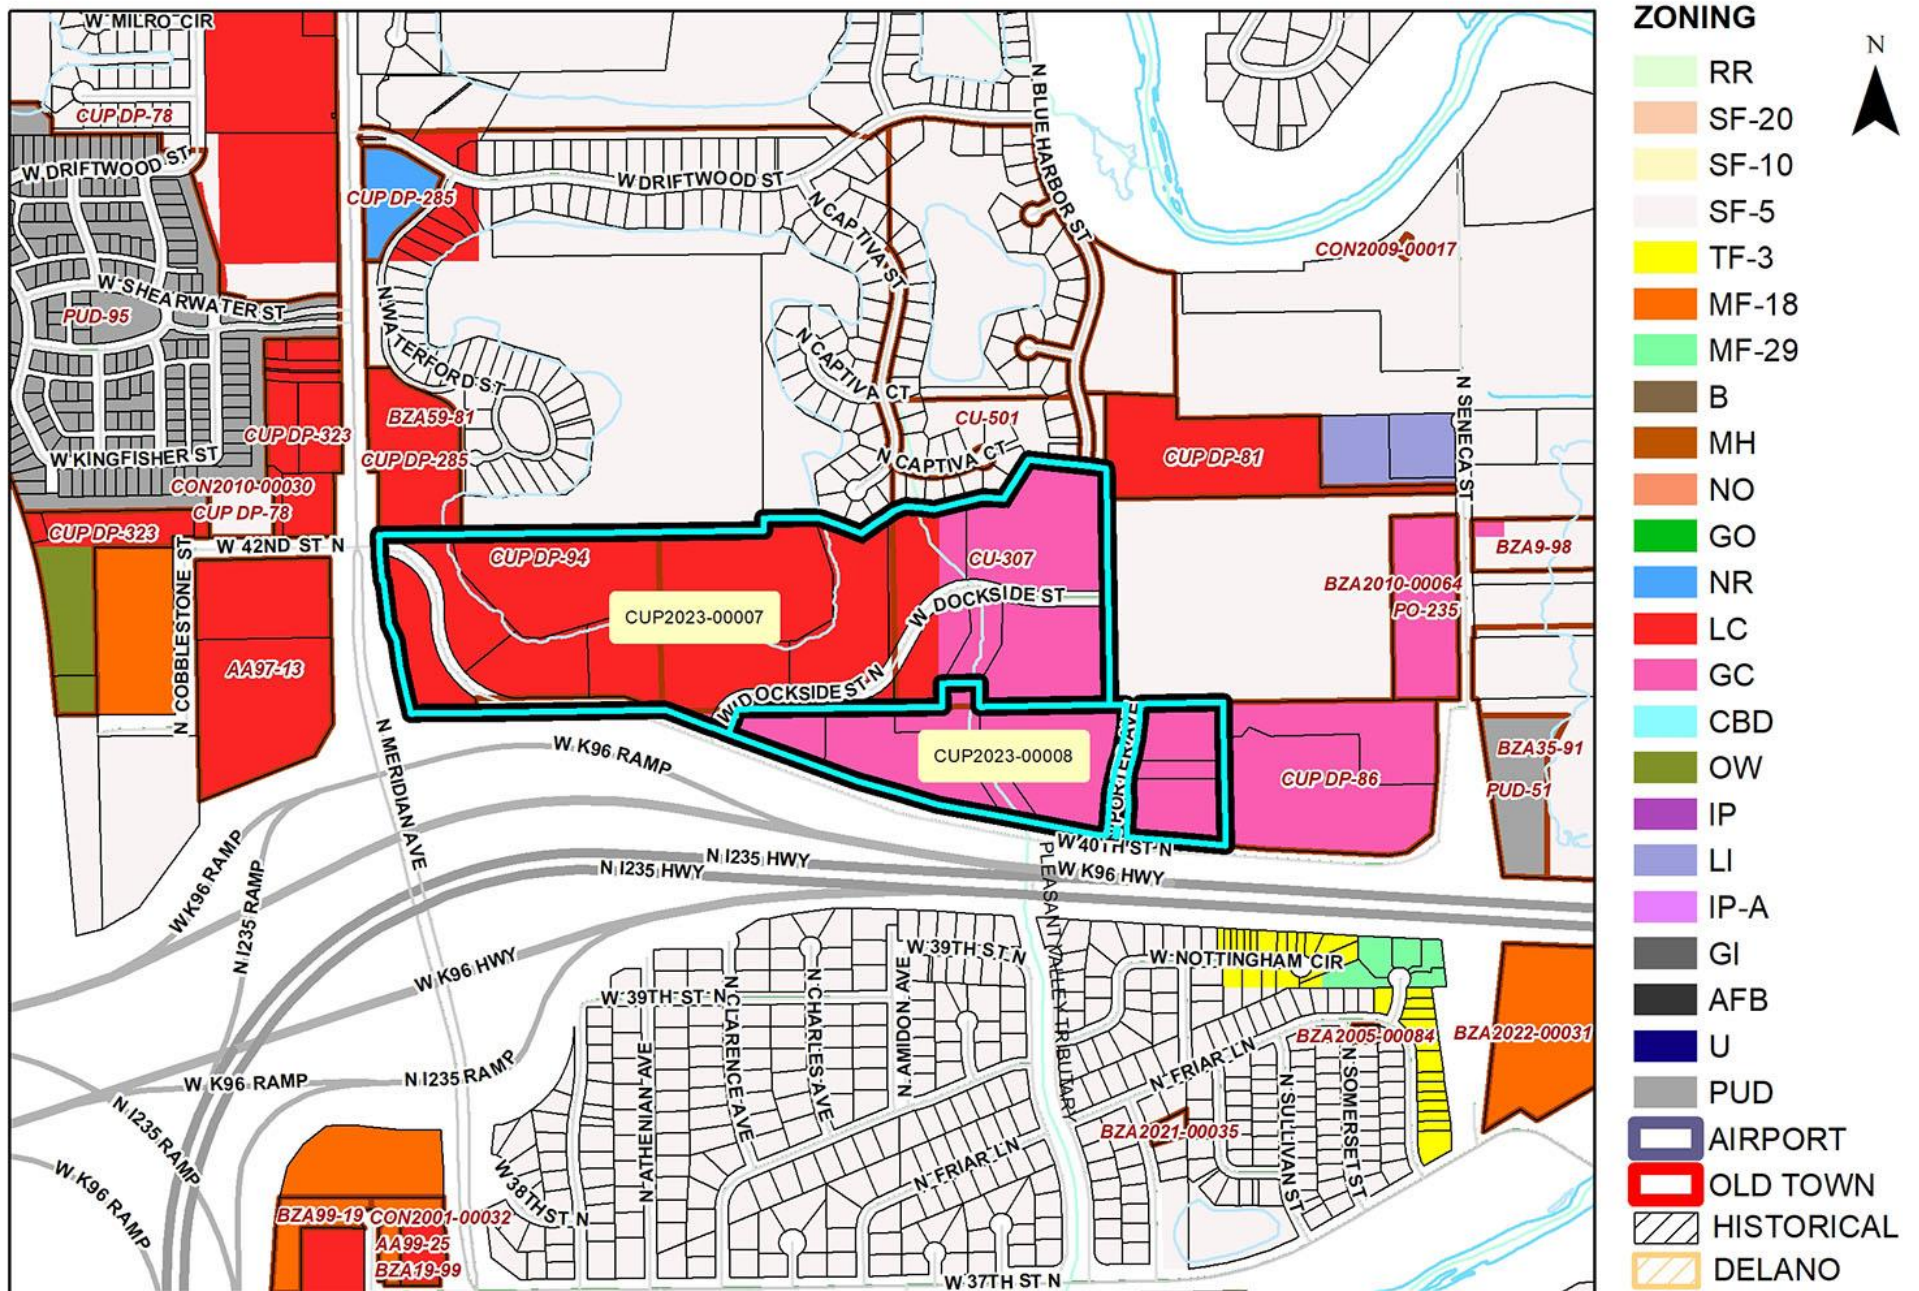 W MILRO CIR
CUP DP-78
W DRIFTWOOD ST
CUP DP-285
W DRIFTWOOD ST
N BLUE HARBOR ST
N CAPTIVA ST
CON2009-00017
W SHEARWATER ST
PUD-95
N WATERFORD ST
N CAPTIVA CT
BZA59-81
CU-501
N SENECA ST
CUP DP-323
W KINGFISHER ST
CUP DP-285
N CAPTIVA CT
CUP DP-81
CON2010-00030
CUP DP-78
CUP DP-323
W 42ND ST N
CUP DP-94
CU-307
BZA9-98
BZA2010-00064
PO-235
N COBBLESTONE ST
CUP2023-00007
W DOCKSIDE ST
AA97-13
W DOCKSIDE ST N
N MERIDIAN AVE
W K96 RAMP
CUP2023-00008
PORTER AVE
CUP DP-86
BZA35-91
PUD-51
W 40TH ST N
N I235 HWY
N I235 HWY
W K96 HWY
W K96 RAMP
N I235 RAMP
PLEASANT VALLEY TRIBUTARY
W K96 HWY
W 39TH ST N
W NOTTINGHAM CIR
W 39TH ST N
N CLARENCE AVE
N CHARLES AVE
N AMIDON AVE
BZA2005-00084
BZA2022-00031
N ATHENIAN AVE
N FRIAR LN
W K96 RAMP
N I235 RAMP
N I235 RAMP
N SULLIVAN ST
N SOMERSET ST
BZA2021-00035
N FRIAR LN
W K96 RAMP
W 38TH ST N
BZA99-19
CON2001-00032
AA99-25
BZA19-99
W 37TH ST N
ZONING
N
RR
SF-20
SF-10
SF-5
TF-3
MF-18
MF-29
B
MH
NO
GO
NR
LC
GC
CBD
OW
IP
LI
IP-A
GI
AFB
U
PUD
AIRPORT
OLD TOWN
HISTORICAL
DELANO